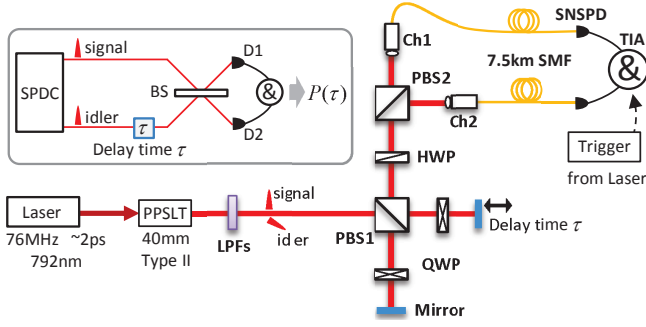 signal
SPDC
idler
τ
Delay time τ
BS
D1
&
D2
P(τ)
Ch1
SNSPD
TIA
PBS2
7.5km SMF
&
Ch2
HWP
Trigger
from Laser
Laser
76MHz ~2ps
792nm
PPSLT
40mm
Type II
LPFs
signal
idler
PBS1
Delay time τ
QWP
Mirror